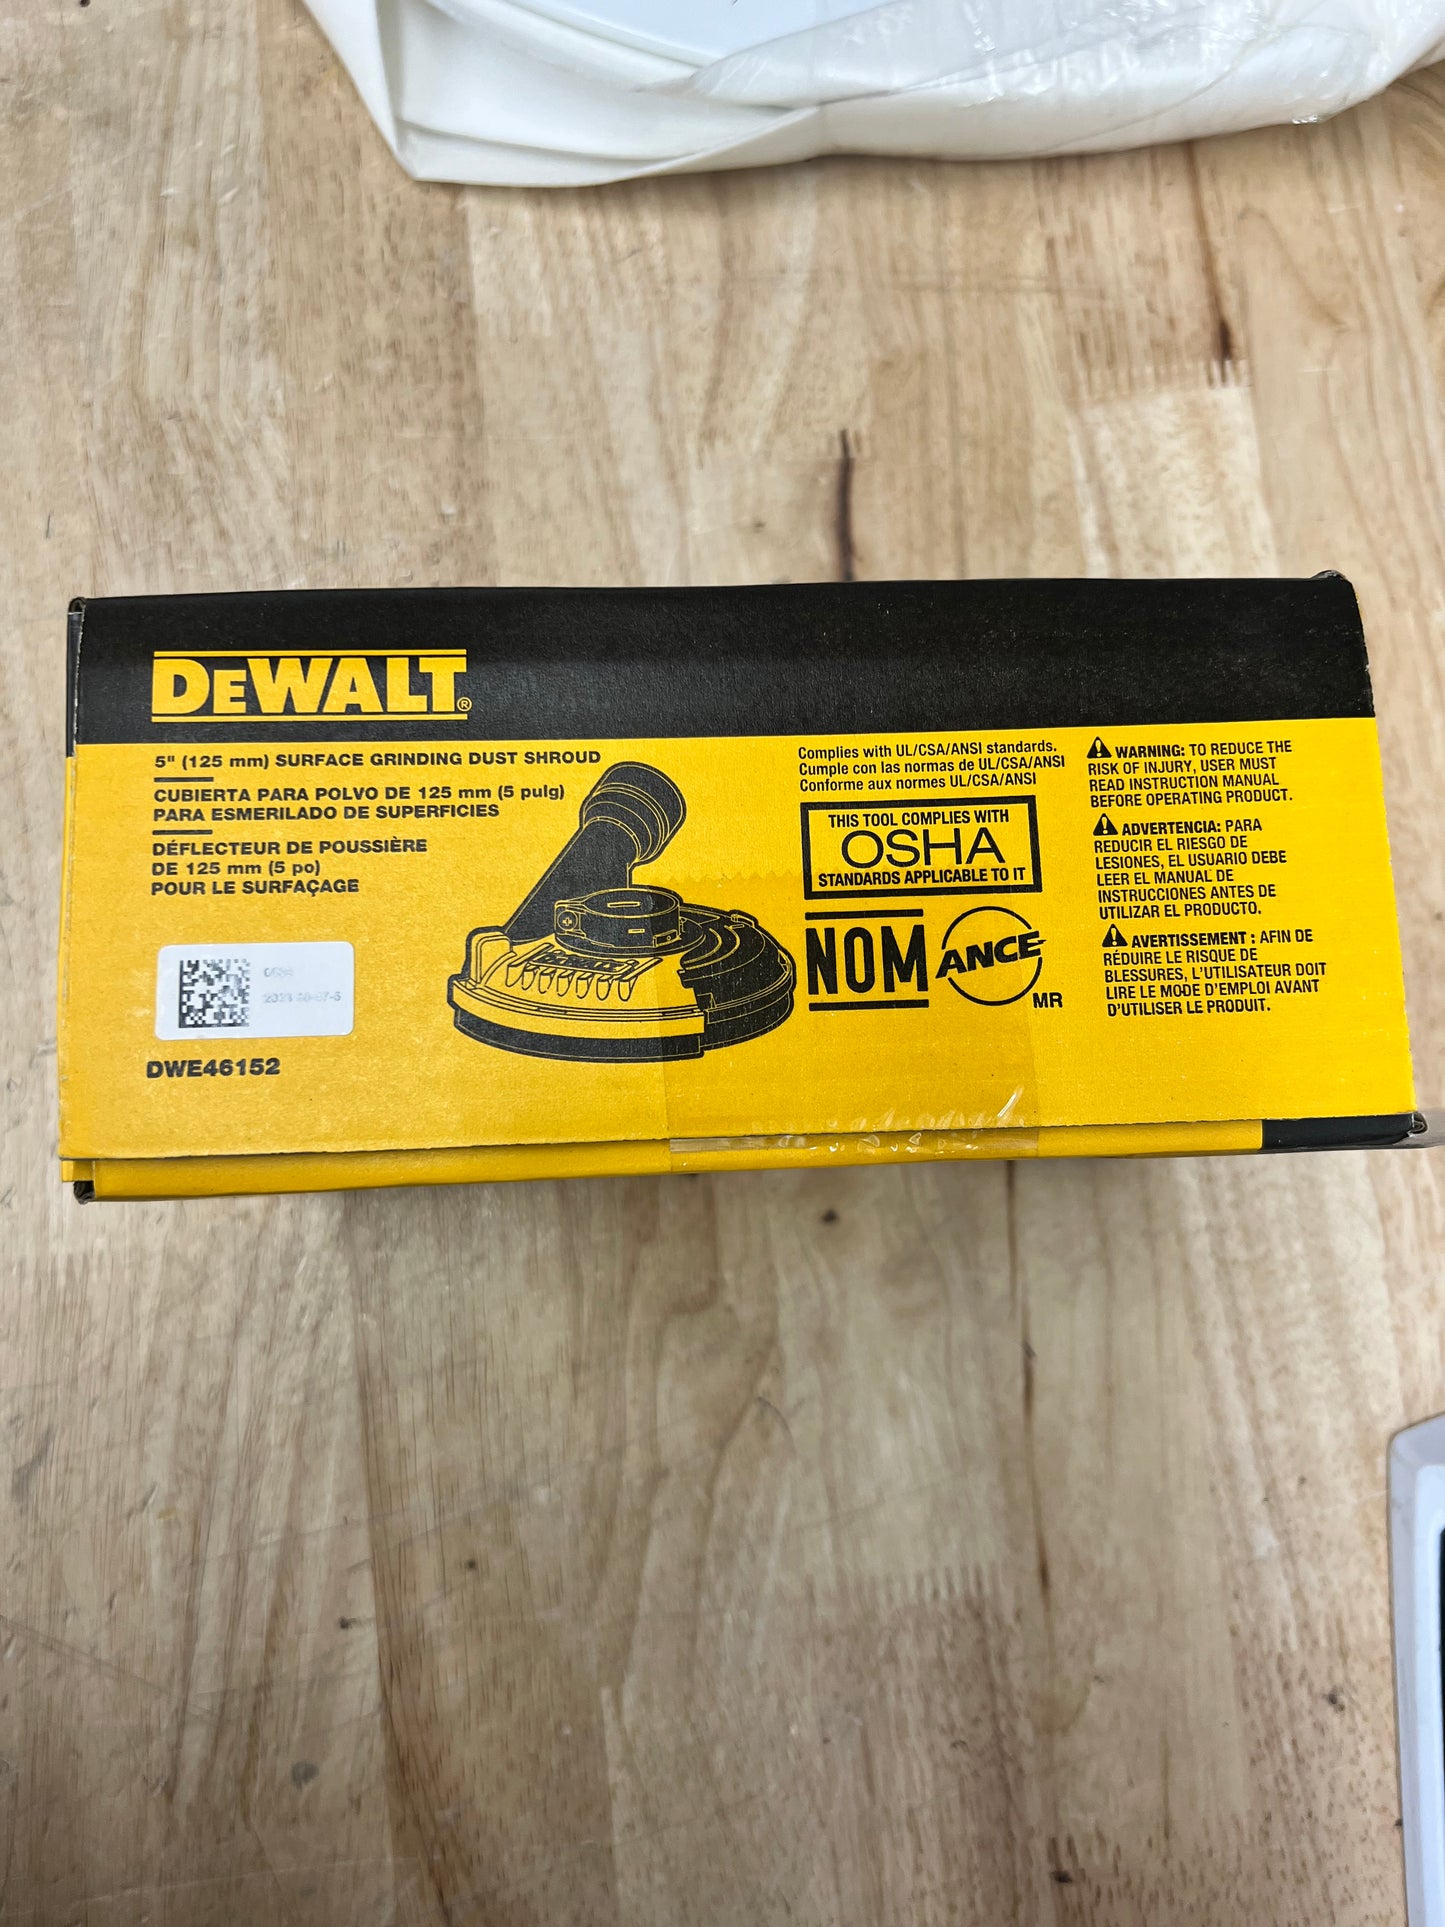 DEWALT®
5" (125 mm) SURFACE GRINDING DUST SHROUD
CUBIERTA PARA POLVO DE 125 mm (5 pulg)
PARA ESMERILADO DE SUPERFICIES
DÉFLECTEUR DE POUSSIÈRE
DE 125 mm (5 po)
POUR LE SURFAÇAGE
DWE46152
DEWALT
Complies with UL/CSA/ANSI standards.
Cumple con las normas de UL/CSA/ANSI
Conforme aux normes UL/CSA/ANSI
THIS TOOL COMPLIES WITH
OSHA
STANDARDS APPLICABLE TO IT
NOM
ANCE
MR
WARNING: TO REDUCE THE
RISK OF INJURY, USER MUST
READ INSTRUCTION MANUAL
BEFORE OPERATING PRODUCT.
ADVERTENCIA: PARA
REDUCIR EL RIESGO DE
LESIONES, EL USUARIO DEBE
LEER EL MANUAL DE
INSTRUCCIONES ANTES DE
UTILIZAR EL PRODUCTO.
AVERTISSEMENT : AFIN DE
RÉDUIRE LE RISQUE DE
BLESSURES, L'UTILISATEUR DOIT
LIRE LE MODE D'EMPLOI AVANT
D'UTILISER LE PRODUIT.